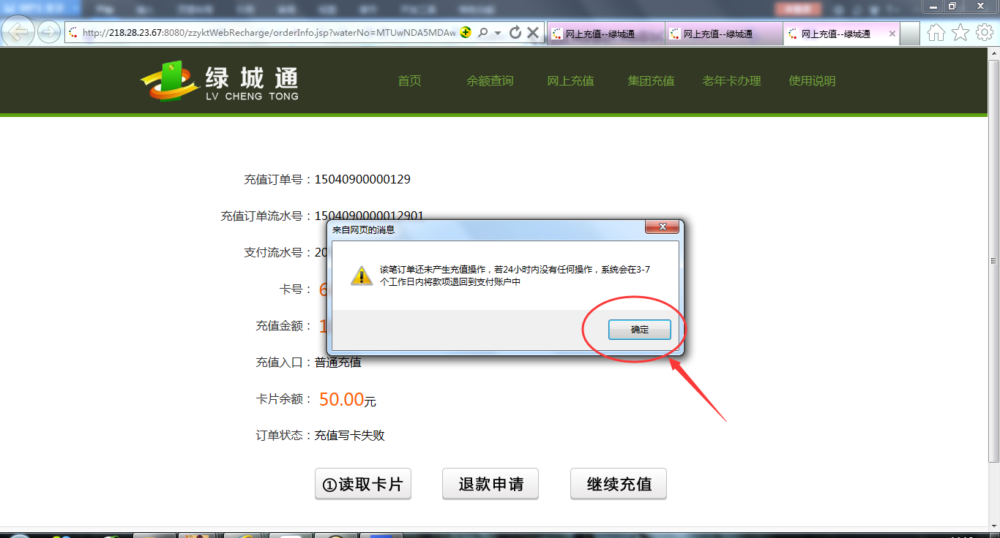 http://218.28.23.67:8080/zzyktWebRecharge/orderInfo.jsp?waterNo=MTUwNDA5MDAw
网上充值--绿城通
网上充值--绿城通
网上充值--绿城通
绿城通
LV CHENG TONG
首页
余额查询
网上充值
集团充值
老年卡办理
使用说明
充值订单号：15040900000129
充值订单流水号：1504090000012901
支付流水号：20
卡号：6
充值金额：1
充值入口：普通充值
卡片余额：50.00元
订单状态：充值写卡失败
来自网页的消息
该笔订单还未产生充值操作，若24小时内没有任何操作，系统会在3-7
个工作日内将款项退回到支付账户中
确定
①读取卡片
退款申请
继续充值